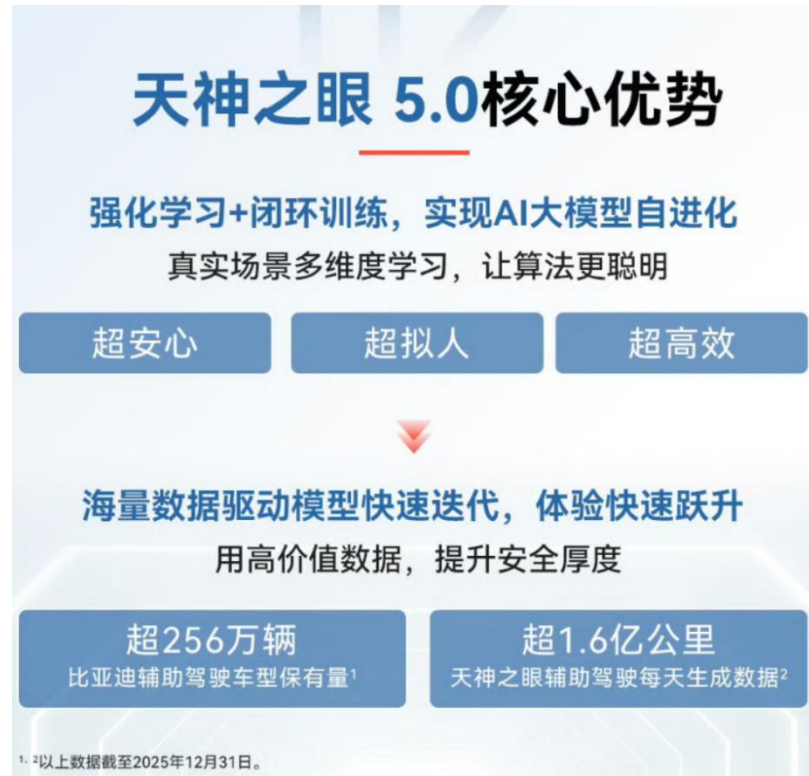 天神之眼 5.0核心优势
强化学习+闭环训练，实现AI大模型自进化
真实场景多维度学习，让算法更聪明
超安心
超拟人
超高效
海量数据驱动模型快速迭代，体验快速跃升
用高价值数据，提升安全厚度
超256万辆
比亚迪辅助驾驶车型保有量¹
超1.6亿公里
天神之眼辅助驾驶每天生成数据²
¹、²以上数据截至2025年12月31日。